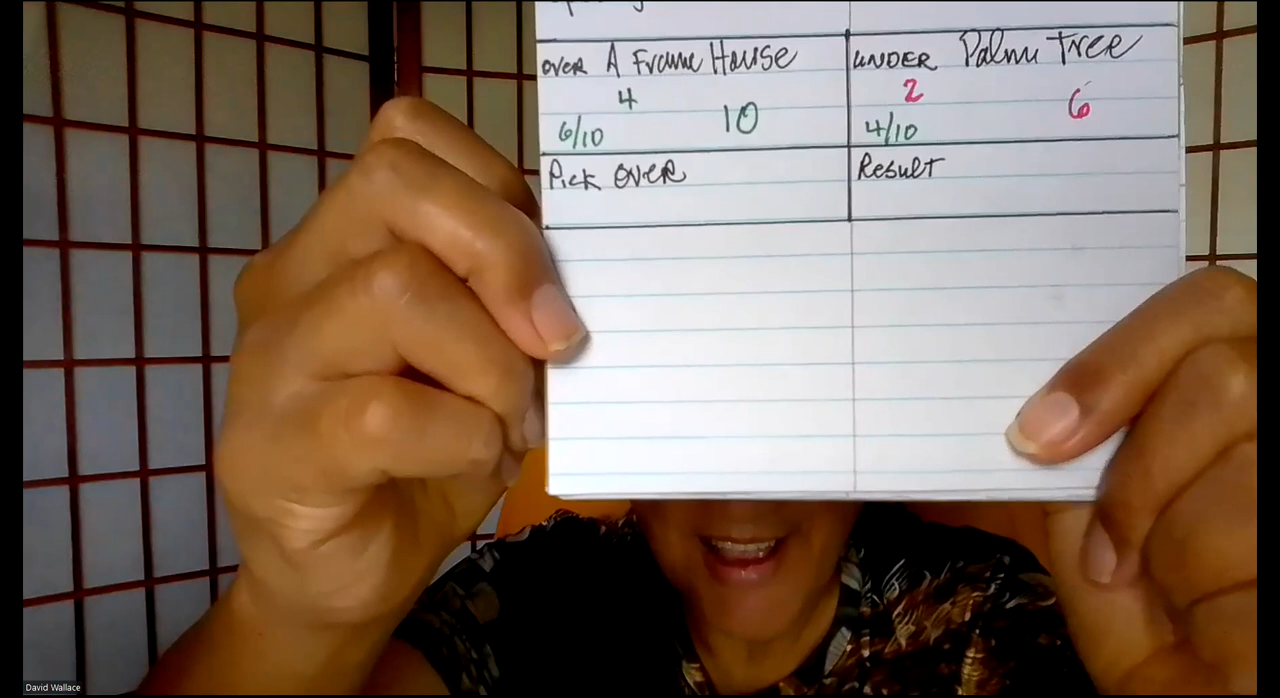 OVER A Frame House
4
6/10 10
UNDER Palm Tree
2 6
4/10
Pick OVER
Result
David Wallace